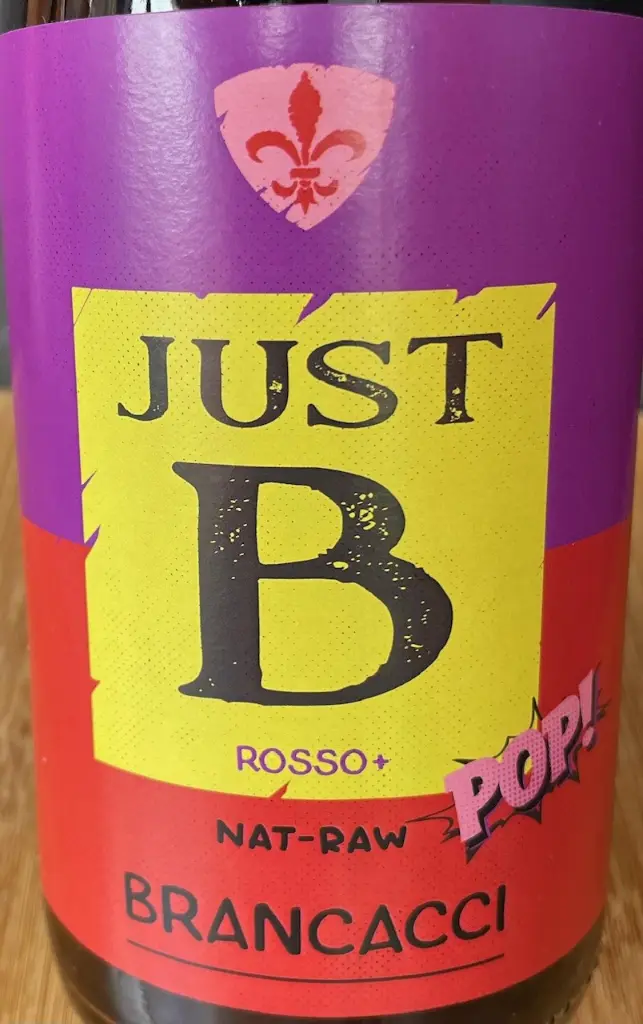 JUST
B
ROSSO+
POP!
NAT-RAW
BRANCACCI